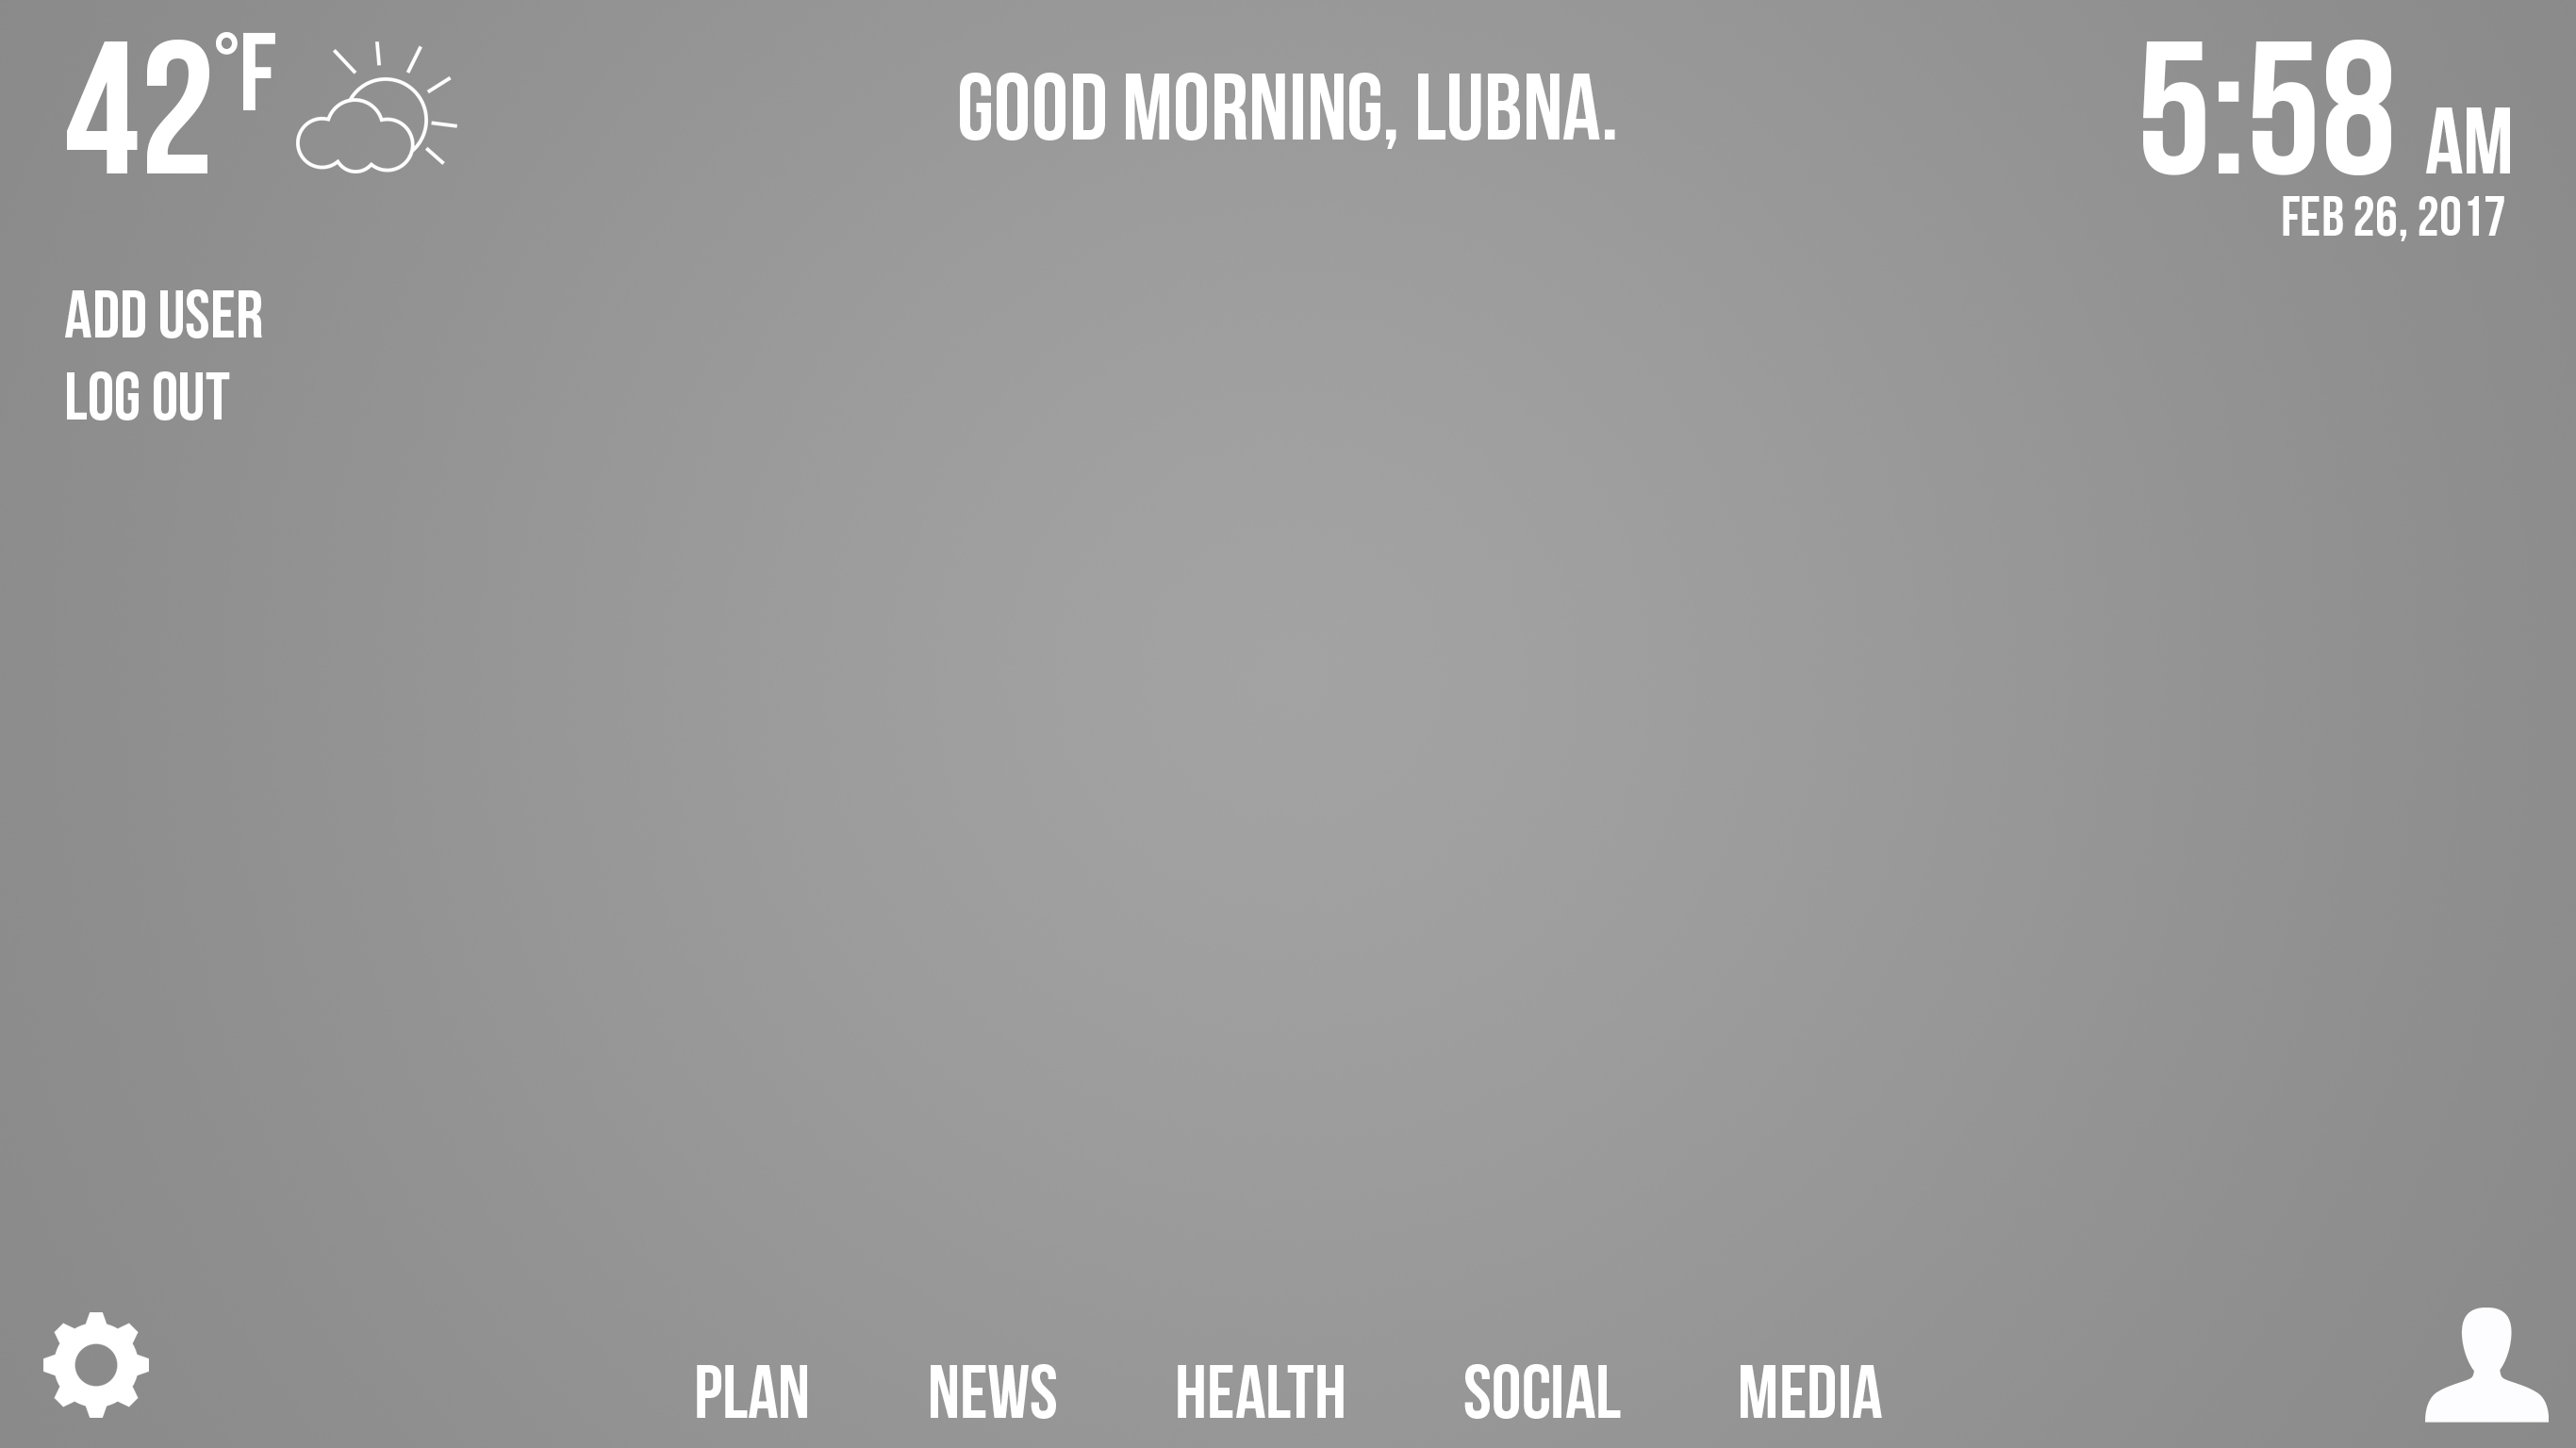 42°F
GOOD MORNING, LUBNA.
5:58 AM
FEB 26, 2017
ADD USER
LOG OUT
PLAN
NEWS
HEALTH
SOCIAL
MEDIA